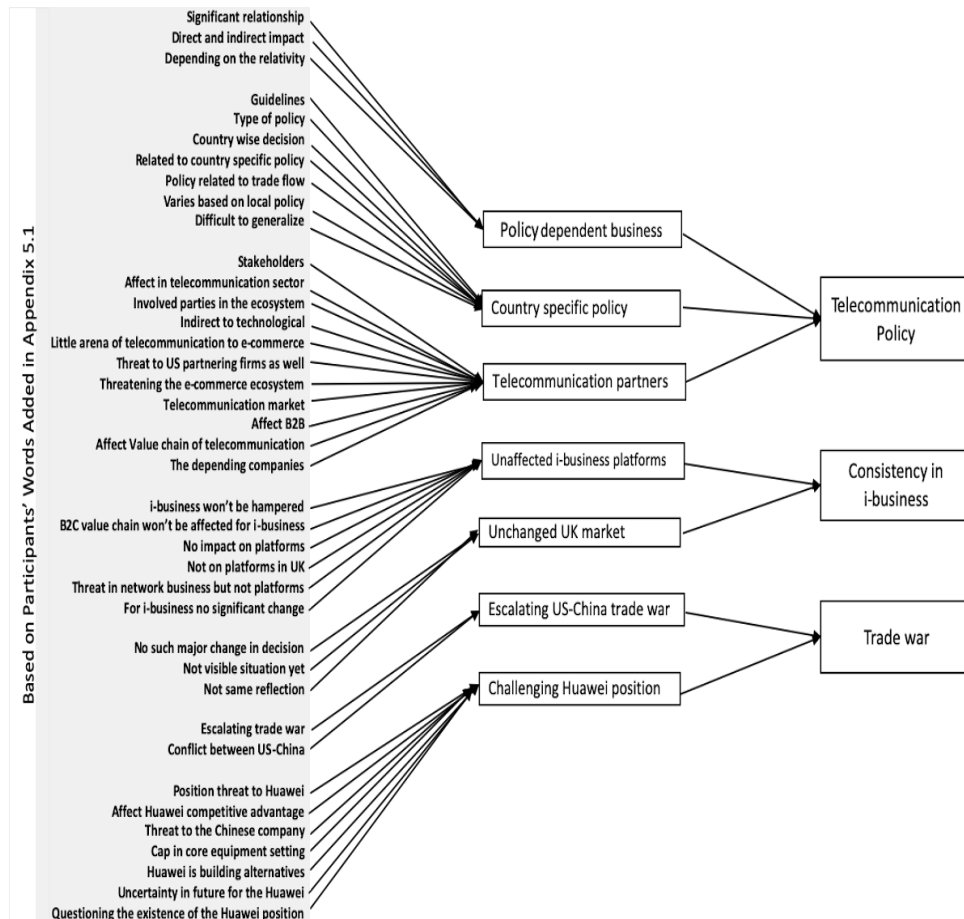 Based on Participants' Words Added in Appendix 5.1
Significant relationship
Direct and indirect impact
Depending on the relativity
Guidelines
Type of policy
Country wise decision
Related to country specific policy
Policy related to trade flow
Varies based on local policy
Difficult to generalize
Stakeholders
Affect in telecommunication sector
Involved parties in the ecosystem
Indirect to technological
Little arena of telecommunication to e-commerce
Threat to US partnering firms as well
Threatening the e-commerce ecosystem
Telecommunication market
Affect B2B
Affect Value chain of telecommunication
The depending companies
i-business won't be hampered
B2C value chain won't be affected for i-business
No impact on platforms
Not on platforms in UK
Threat in network business but not platforms
For i-business no significant change
No such major change in decision
Not visible situation yet
Not same reflection
Escalating trade war
Conflict between US-China
Position threat to Huawei
Affect Huawei competitive advantage
Threat to the Chinese company
Cap in core equipment setting
Huawei is building alternatives
Uncertainty in future for the Huawei
Questioning the existence of the Huawei position
Policy dependent business
Country specific policy
Telecommunication partners
Unaffected i-business platforms
Unchanged UK market
Escalating US-China trade war
Challenging Huawei position
Telecommunication
Policy
Consistency in
i-business
Trade war